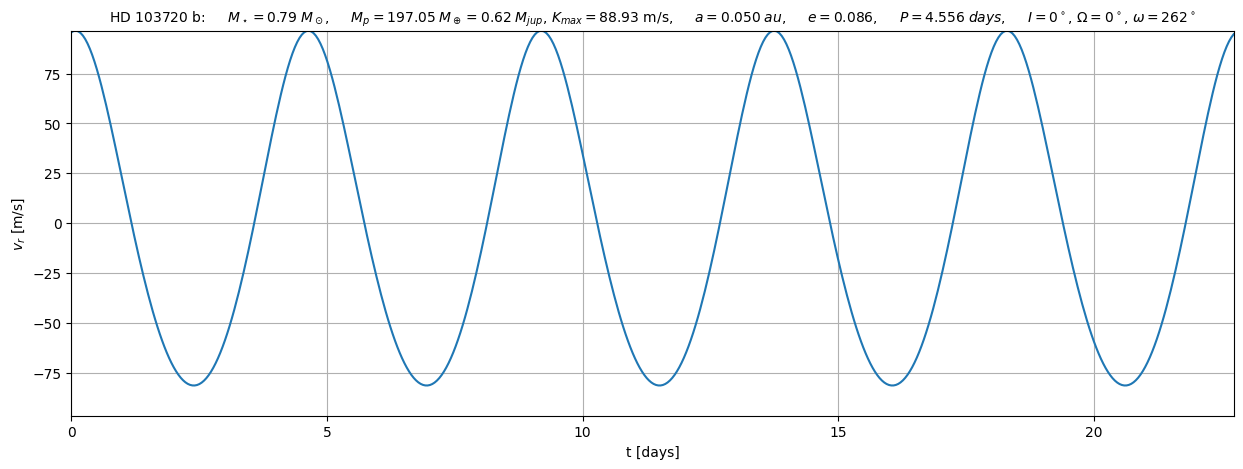 HD 103720 b: M⋆ = 0.79 M⊙, Mp = 197.05 M⊕ = 0.62 Mjup, Kmax = 88.93 m/s, a = 0.050 au, e = 0.086, P = 4.556 days, I = 0°, Ω = 0°, ω = 262°
75
50
25
0
−25
−50
−75
vr [m/s]
0 5 10 15 20
t [days]